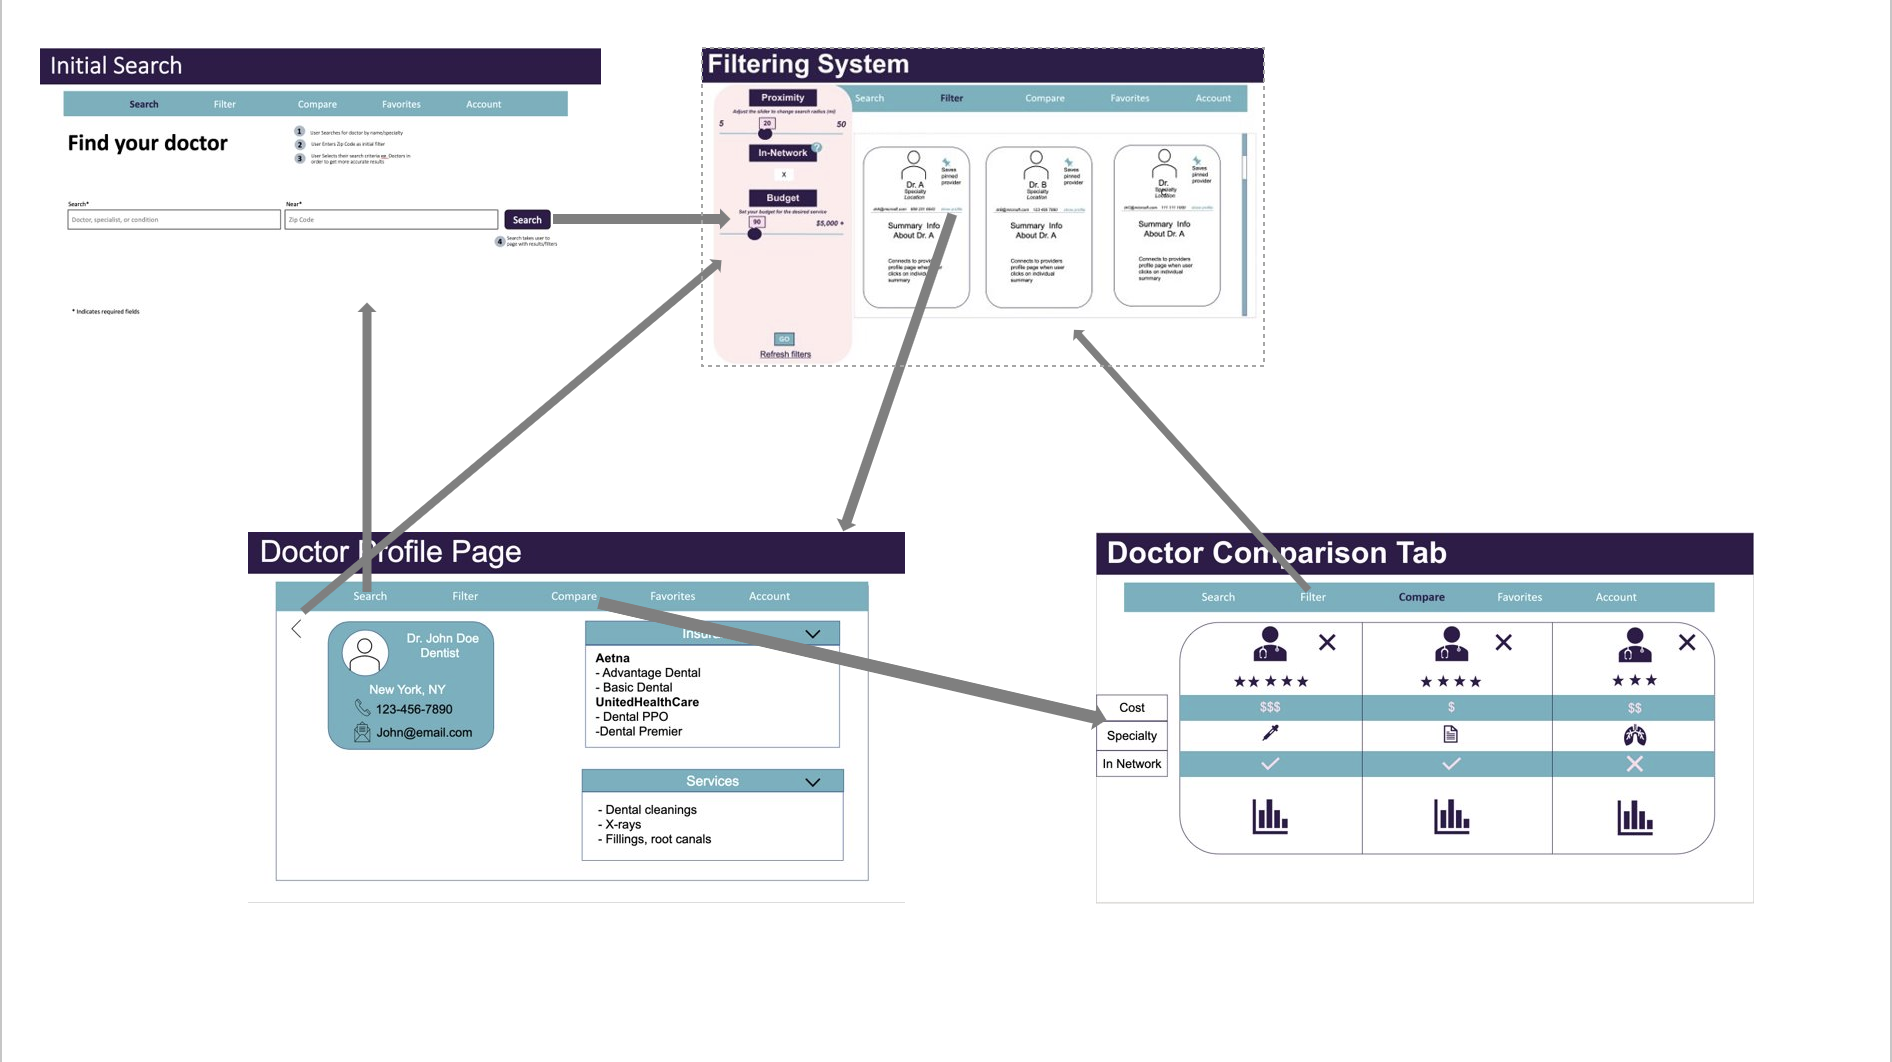 Initial Search
Search Filter Compare Favorites Account
Find your doctor
1 User Searches for doctor by name/specialty
2 User Enters Zip Code as initial filter
3 User Selects their search criteria ex. Doctors in
order to get more accurate results
Search*
Near*
Doctor, specialist, or condition
Zip Code
Search
4 Search takes user to
page with results/filters
* Indicates required fields
Filtering System
Search Filter Compare Favorites Account
Proximity
Adjust the slider to change search radius (mi)
5 20 50
In-Network ?
X
Budget
Set your budget for the desired service
90 $5,000 +
GO
Refresh filters
Dr. A
Specialty
Location
Saves
pinned
provider
Summary Info
About Dr. A
Connects to providers
profile page when user
clicks on individual
summary
Dr. B
Specialty
Location
Saves
pinned
provider
123 456 7890
Summary Info
About Dr. A
Connects to providers
profile page when user
clicks on individual
summary
Dr.
Specialty
Location
Saves
pinned
provider
Summary Info
About Dr. A
Connects to providers
profile page when user
clicks on individual
summary
Doctor Profile Page
Search Filter Compare Favorites Account
Dr. John Doe
Dentist
New York, NY
123-456-7890
John@email.com
Aetna
- Advantage Dental
- Basic Dental
UnitedHealthCare
- Dental PPO
-Dental Premier
Services
- Dental cleanings
- X-rays
- Fillings, root canals
Doctor Comparison Tab
Search Filter Compare Favorites Account
Cost $$$ $ $$
Specialty
In Network